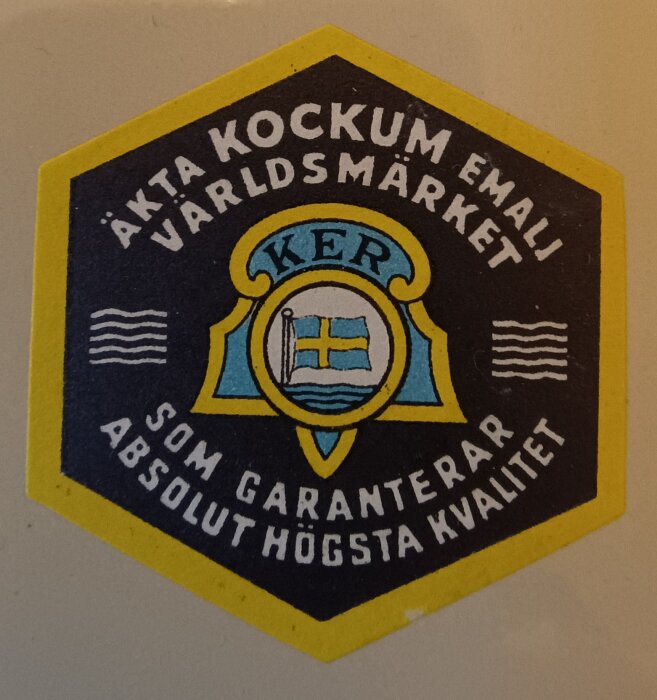 ÄKTA KOCKUM EMALJ
VÄRLDSMÄRKET
KER
SOM GARANTERAR
ABSOLUT HÖGSTA KVALITET